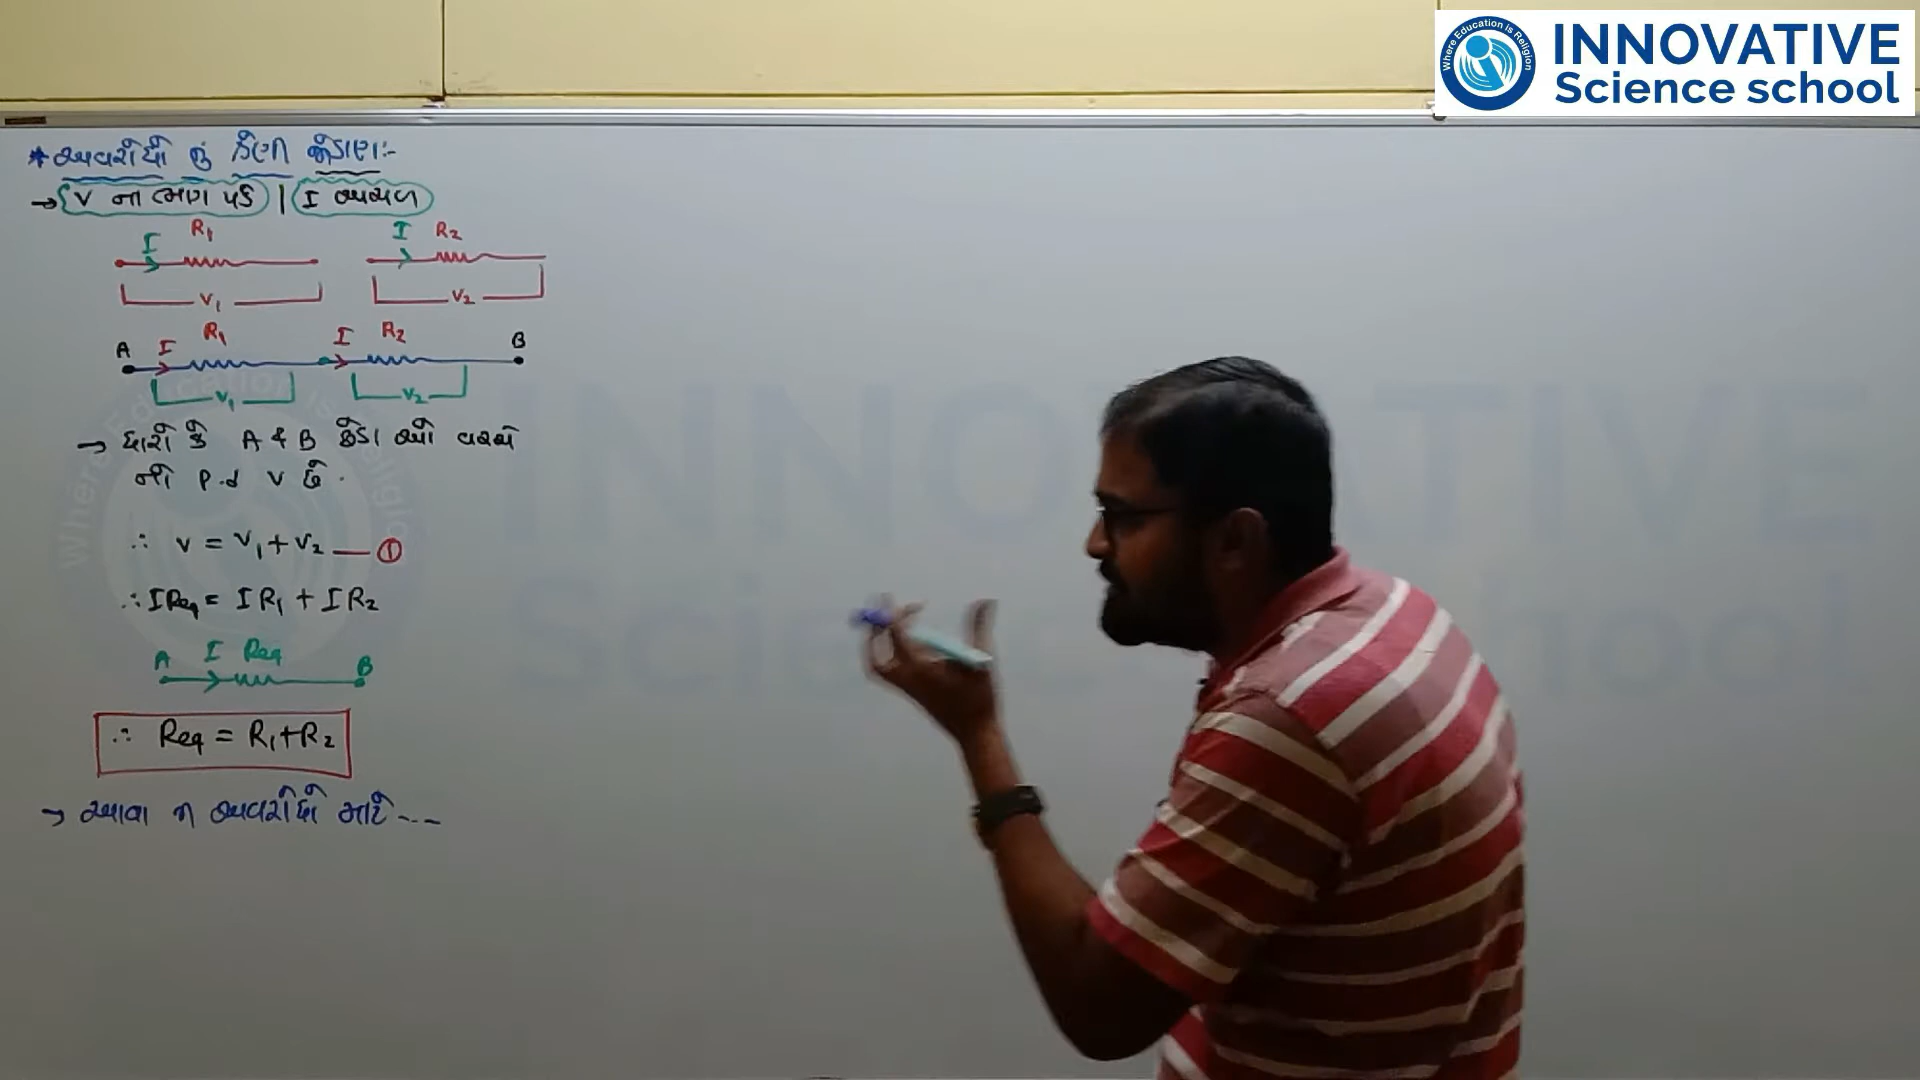 Where Education is Religion
INNOVATIVE
Science school
* અવરોધો નું શ્રેણી જોડાણ:-
→ V ના ભાગ પડે | I અચળ
I R₁ I R₂
V₁ V₂
A I R₁ I R₂ B
V₁ V₂
→ ધારો કે A & B છેડા ઓ વચ્ચે
નો P.d V છે.
∴ V = V₁ + V₂ — ①
∴ I Req = I R₁ + I R₂
A I Req B
∴ Req = R₁ + R₂
→ આવા n અવરોધો માટે ---